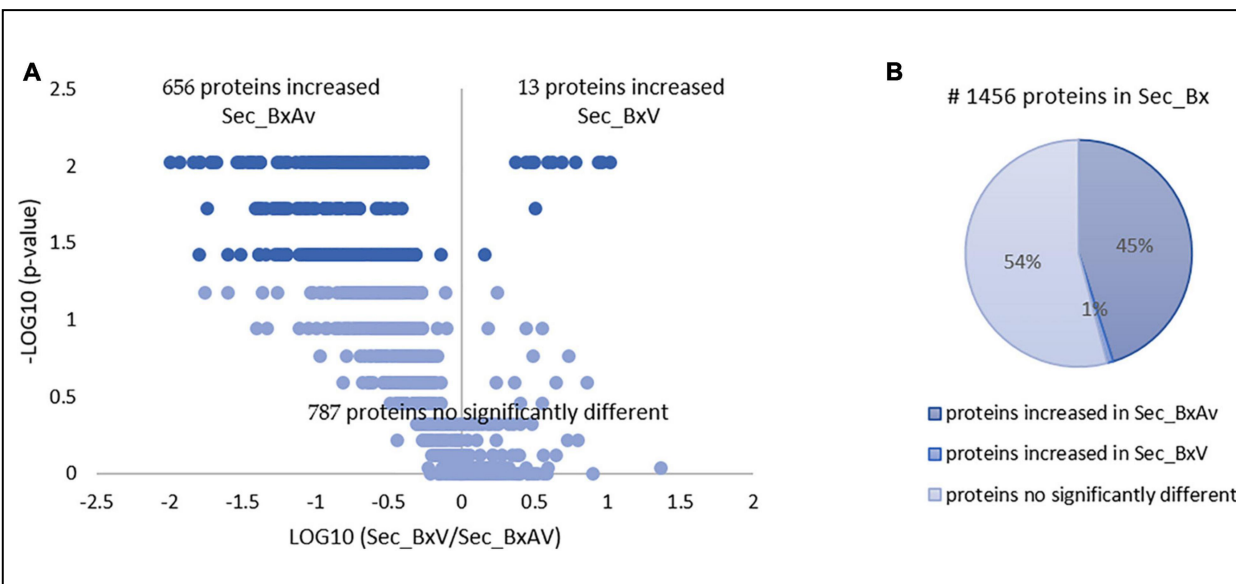 A
656 proteins increased
Sec_BxAv
13 proteins increased
Sec_BxV
2.5
2
1.5
1
0.5
0
-LOG10 (p-value)
787 proteins no significantly different
-2.5
-2
-1.5
-1
-0.5
0
0.5
1
1.5
2
LOG10 (Sec_BxV/Sec_BxAV)
B
# 1456 proteins in Sec_Bx
45%
54%
1%
proteins increased in Sec_BxAv
proteins increased in Sec_BxV
proteins no significantly different